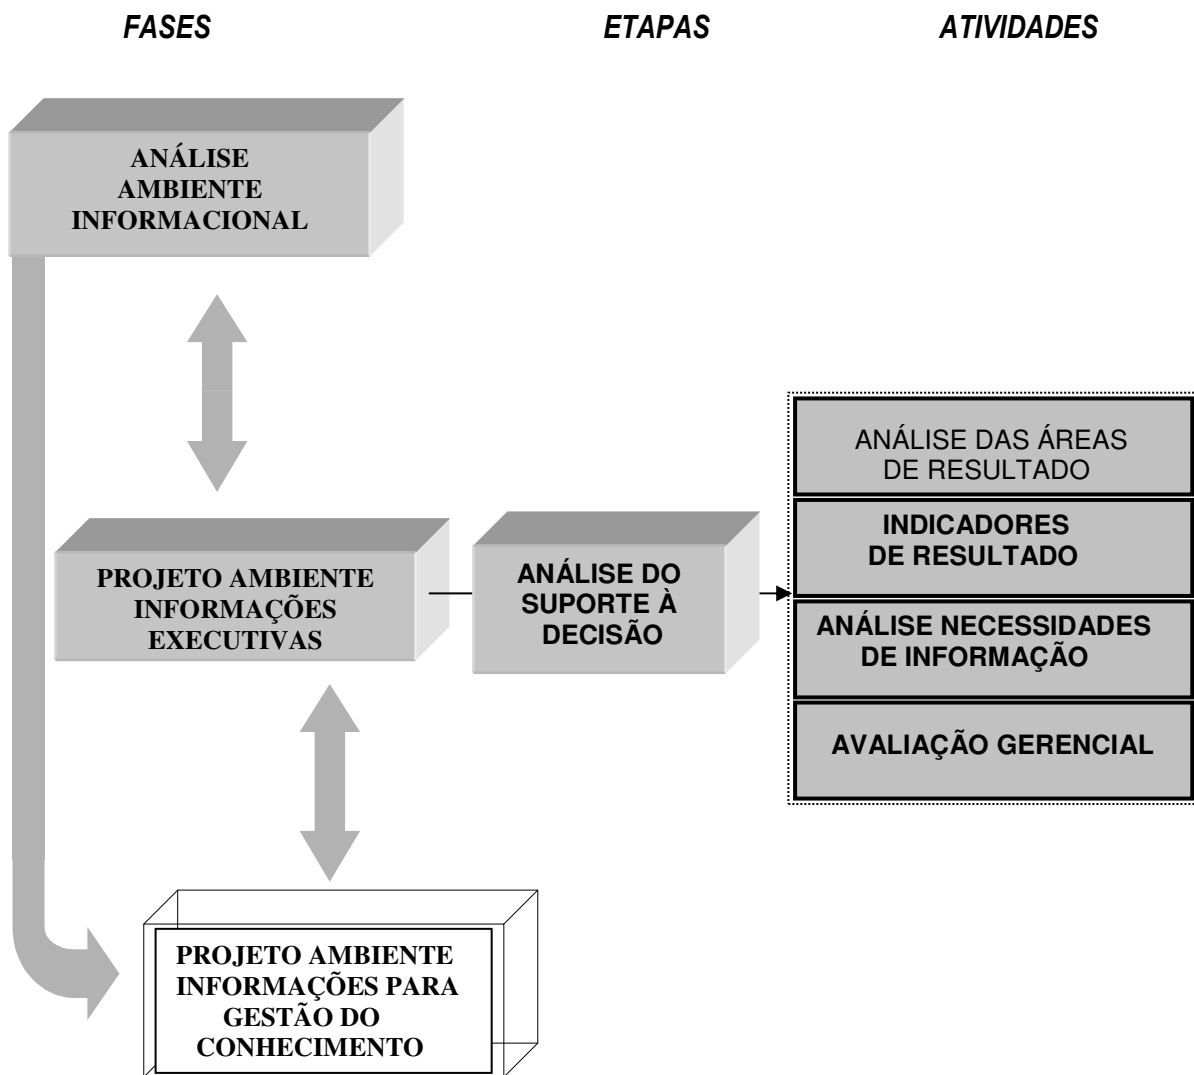 FASES ETAPAS ATIVIDADES
ANÁLISE
AMBIENTE
INFORMACIONAL
PROJETO AMBIENTE
INFORMAÇÕES
EXECUTIVAS
ANÁLISE DO
SUPORTE À
DECISÃO
ANÁLISE DAS ÁREAS
DE RESULTADO
INDICADORES
DE RESULTADO
ANÁLISE NECESSIDADES
DE INFORMAÇÃO
AVALIAÇÃO GERENCIAL
PROJETO AMBIENTE
INFORMAÇÕES PARA
GESTÃO DO
CONHECIMENTO